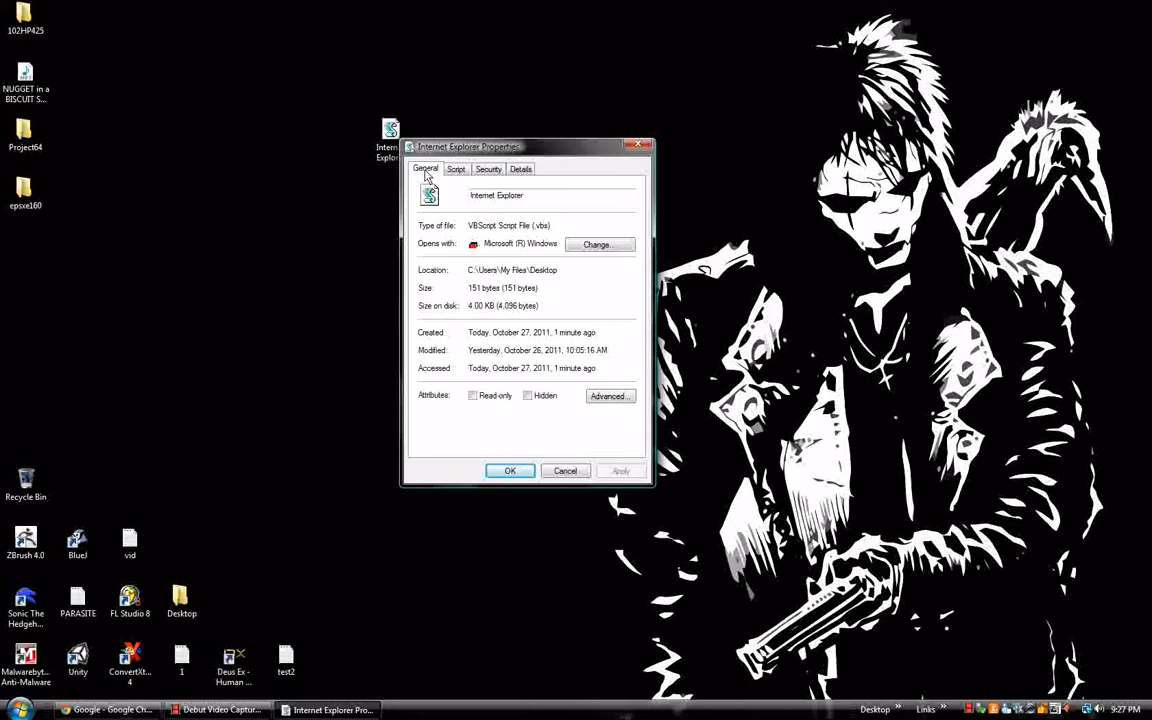 102HP425
NUGGET in a
BISCUIT S...
Project64
epsxe160
Intern
Explor
Internet Explorer Properties
General
Script
Security
Details
Internet Explorer
Type of file:
VBScript Script File (.vbs)
Opens with:
Microsoft (R) Windows
Change...
Location:
C:\Users\My Files\Desktop
Size:
151 bytes (151 bytes)
Size on disk:
4.00 KB (4,096 bytes)
Created:
Today, October 27, 2011, 1 minute ago
Modified:
Yesterday, October 26, 2011, 10:05:16 AM
Accessed:
Today, October 27, 2011, 1 minute ago
Attributes:
Read-only
Hidden
Advanced...
OK
Cancel
Apply
Recycle Bin
ZBrush 4.0
BlueJ
vid
Sonic The
Hedgeh...
PARASITE
FL Studio 8
Desktop
Malwarebyt...
Anti-Malware
Unity
ConvertXt...
4
1
Deus Ex -
Human ...
test2
Google - Google Ch...
Debut Video Captur...
Internet Explorer Pro...
Desktop
Links
9:27 PM